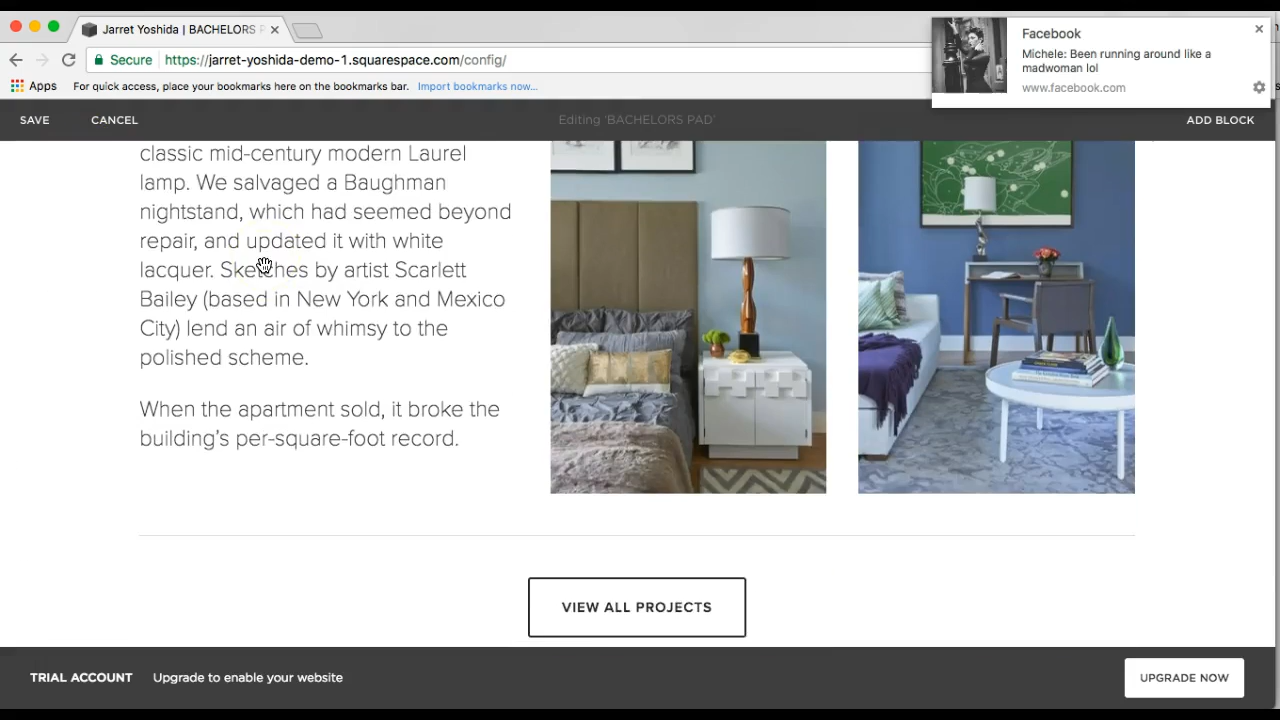 Jarret Yoshida | BACHELORS P
Secure
https://jarret-yoshida-demo-1.squarespace.com/config/
Apps
For quick access, place your bookmarks here on the bookmarks bar.
Import bookmarks now...
Facebook
Michele: Been running around like a
madwoman lol
www.facebook.com
SAVE
CANCEL
Editing 'BACHELORS PAD'
ADD BLOCK
classic mid-century modern Laurel
lamp. We salvaged a Baughman
nightstand, which had seemed beyond
repair, and updated it with white
lacquer. Sketches by artist Scarlett
Bailey (based in New York and Mexico
City) lend an air of whimsy to the
polished scheme.
When the apartment sold, it broke the
building's per-square-foot record.
VIEW ALL PROJECTS
TRIAL ACCOUNT
Upgrade to enable your website
UPGRADE NOW